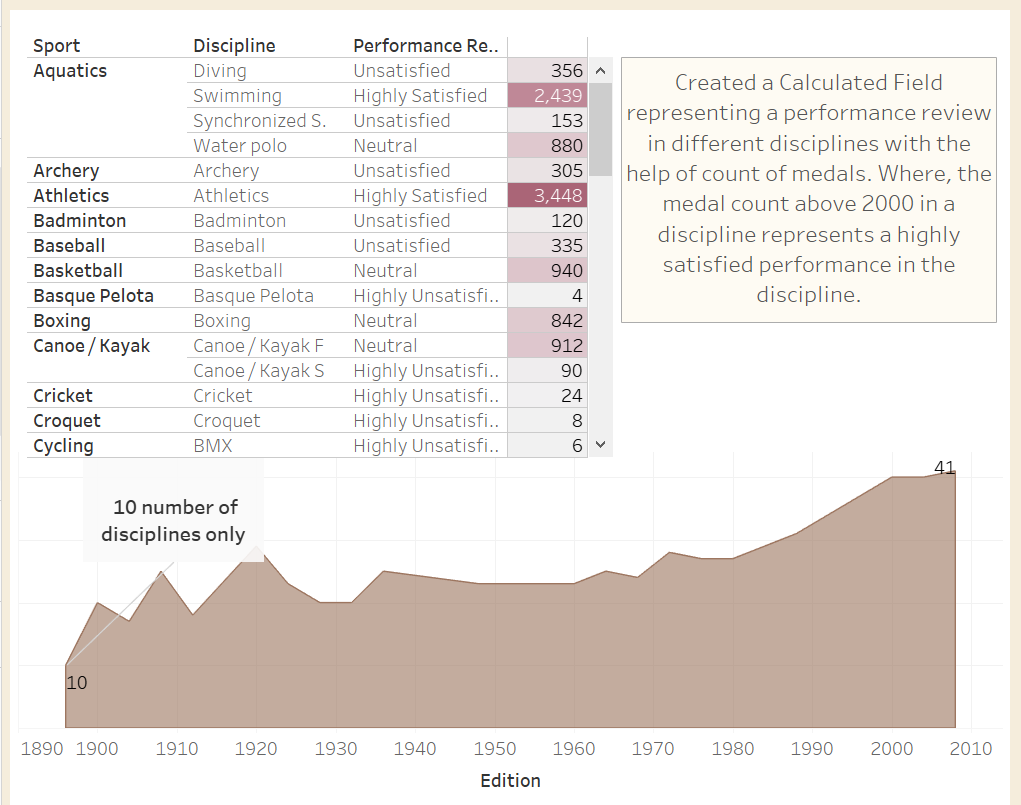 Sport Discipline Performance Re..
Aquatics Diving Unsatisfied 356
Swimming Highly Satisfied 2,439
Synchronized S. Unsatisfied 153
Water polo Neutral 880
Archery Archery Unsatisfied 305
Athletics Athletics Highly Satisfied 3,448
Badminton Badminton Unsatisfied 120
Baseball Baseball Unsatisfied 335
Basketball Basketball Neutral 940
Basque Pelota Basque Pelota Highly Unsatisfi.. 4
Boxing Boxing Neutral 842
Canoe / Kayak Canoe / Kayak F Neutral 912
Canoe / Kayak S Highly Unsatisfi.. 90
Cricket Cricket Highly Unsatisfi.. 24
Croquet Croquet Highly Unsatisfi.. 8
Cycling BMX Highly Unsatisfi.. 6
Created a Calculated Field
representing a performance review
in different disciplines with the
help of count of medals. Where, the
medal count above 2000 in a
discipline represents a highly
satisfied performance in the
discipline.
41
10 number of
disciplines only
10
1890 1900 1910 1920 1930 1940 1950 1960 1970 1980 1990 2000 2010
Edition